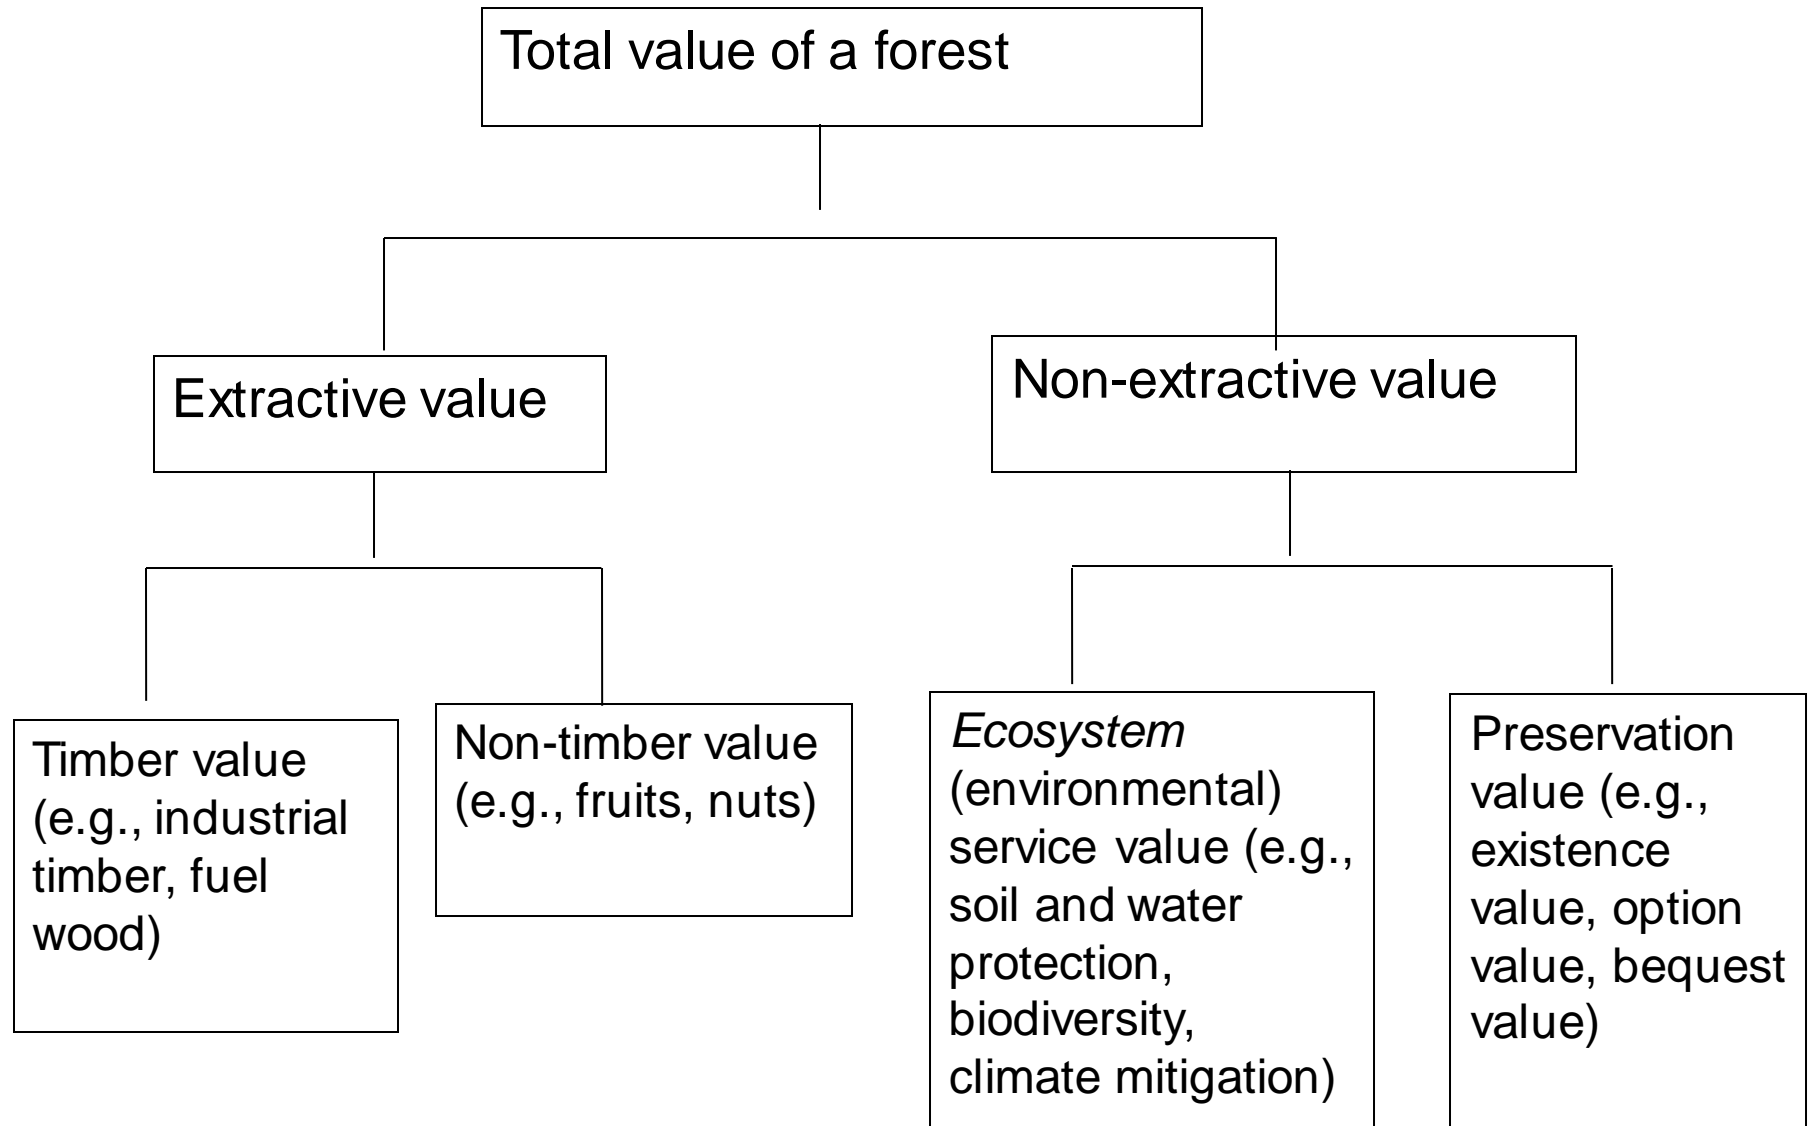 Total value of a forest
Extractive value
Non-extractive value
Timber value
(e.g., industrial
timber, fuel
wood)
Non-timber value
(e.g., fruits, nuts)
Ecosystem
(environmental)
service value (e.g.,
soil and water
protection,
biodiversity,
climate mitigation)
Preservation
value (e.g.,
existence
value, option
value, bequest
value)